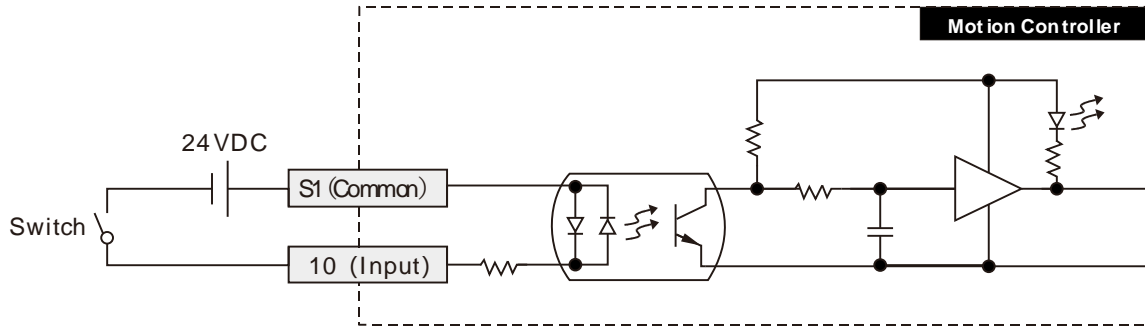 Motion Controller
24VDC
S1 (Common)
Switch
10 (Input)